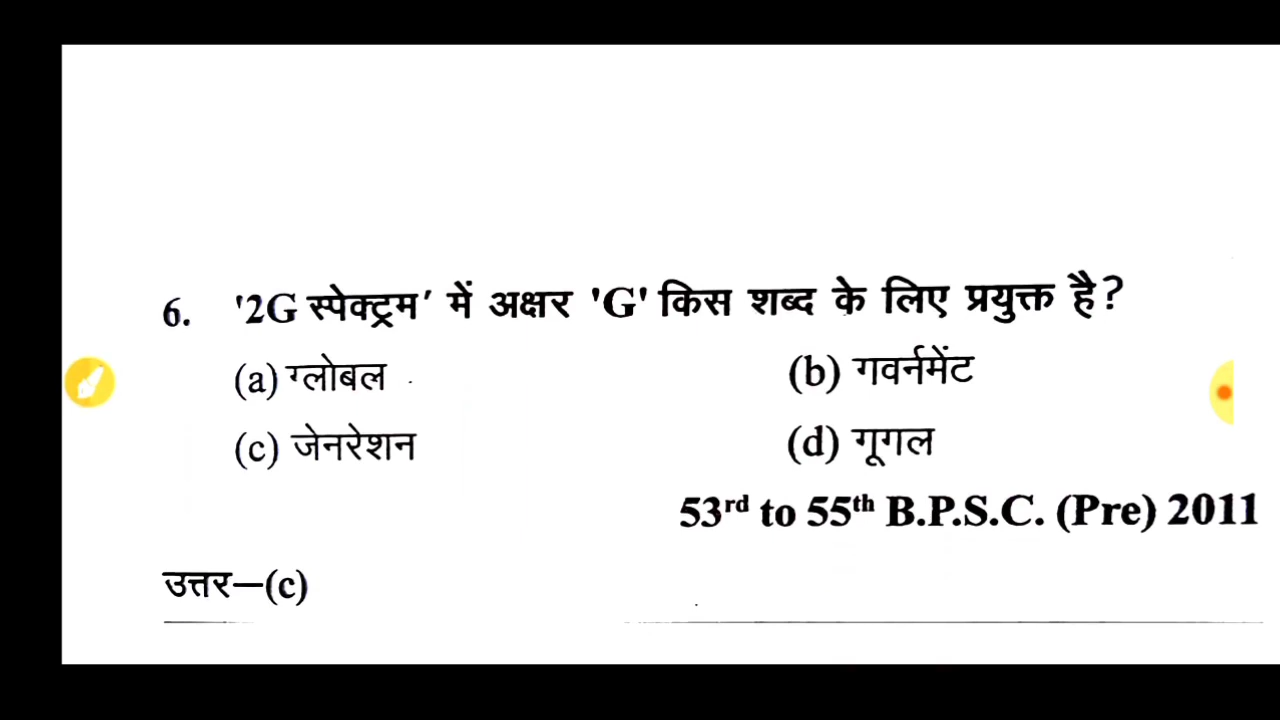 6. '2G स्पेक्ट्रम' में अक्षर 'G' किस शब्द के लिए प्रयुक्त है?
(a) ग्लोबल (b) गवर्नमेंट
(c) जेनरेशन (d) गूगल
53rd to 55th B.P.S.C. (Pre) 2011
उत्तर–(c)